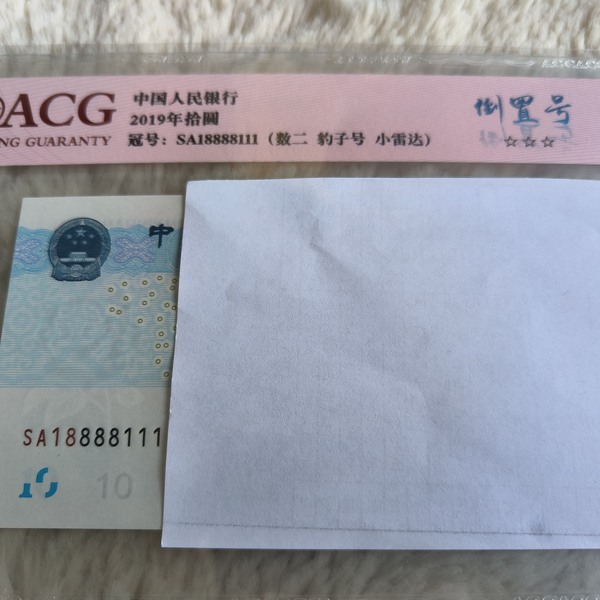 ACG
NG GUARANTY
中国人民银行
2019年拾圆
冠号：SA18888111（数二 豹子号 小雷达）
倒置号
☆☆☆
中
SA18888111
10
10